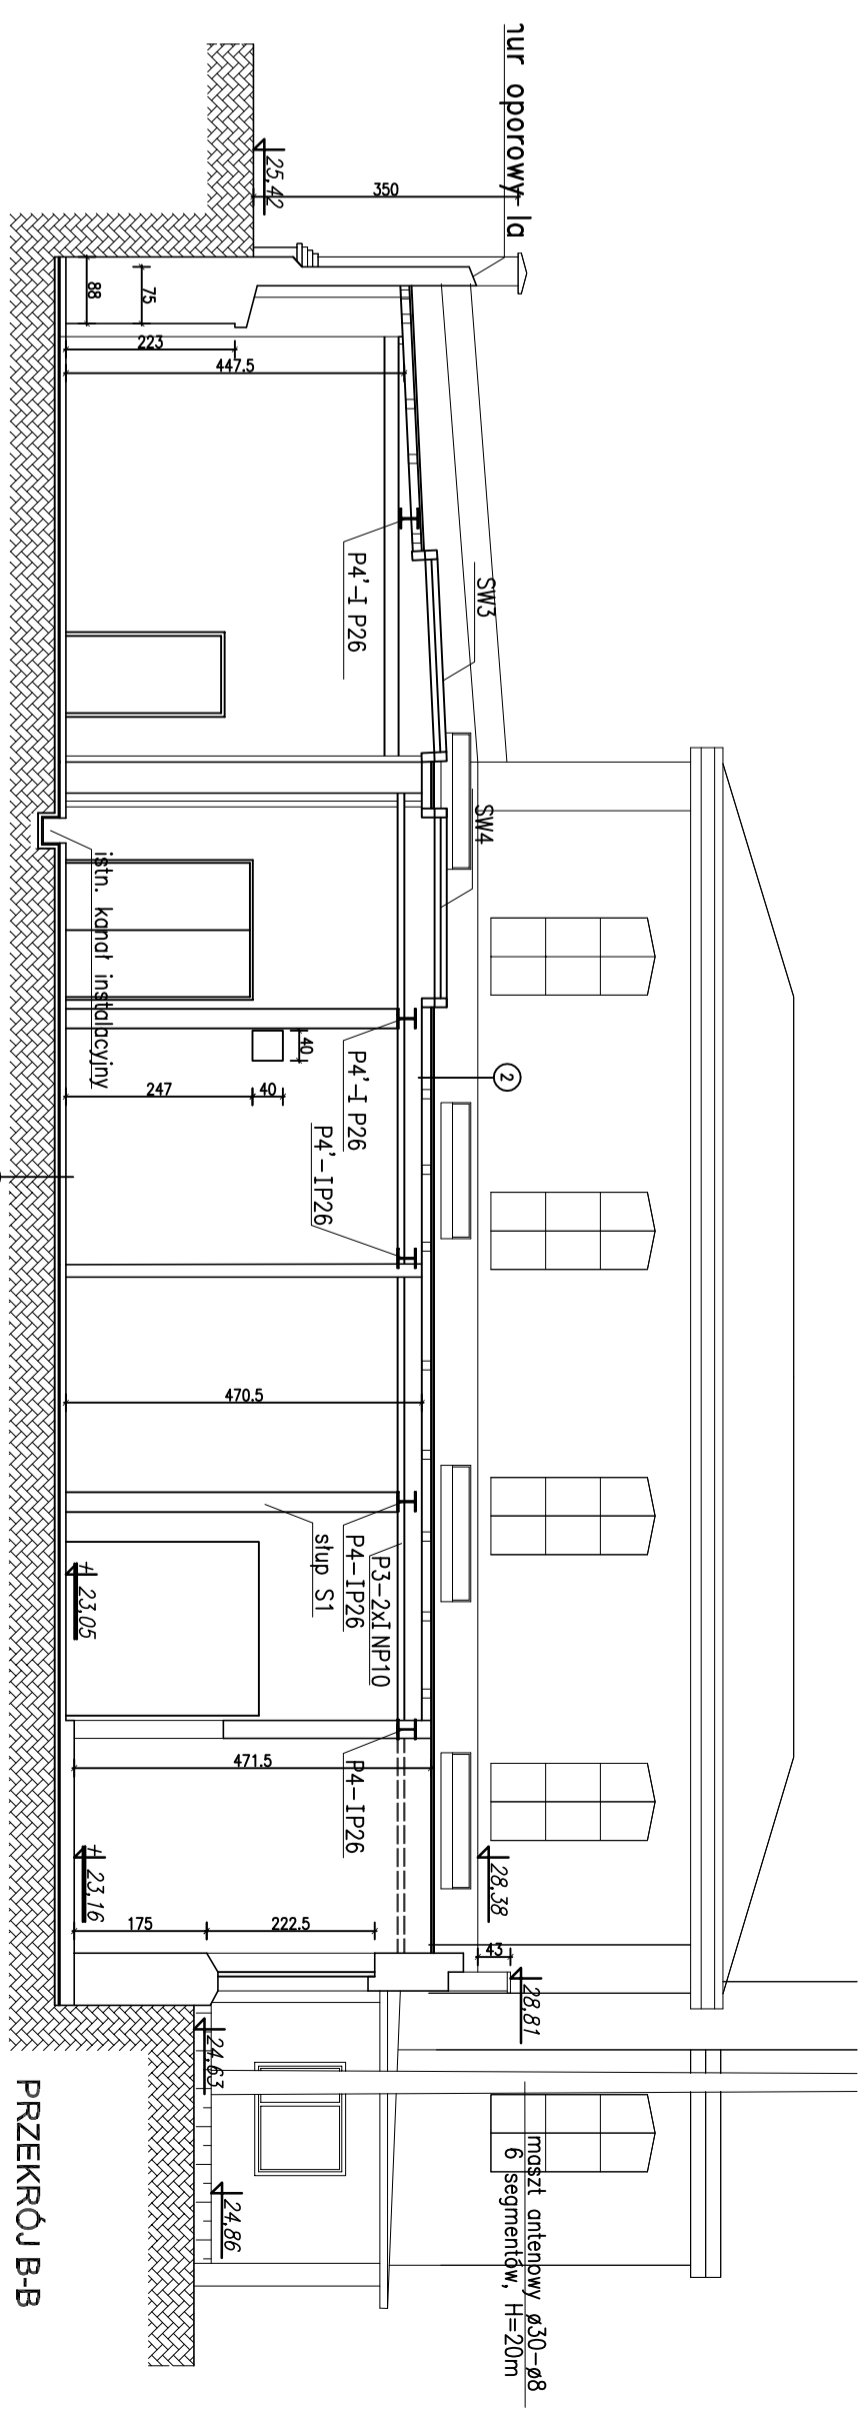 mur oporowy- la
25,42
350
88
75
223
447.5
P4'-I P26
SW3
SW4
istn. kanał instalacyjny
40
247
40
P4'-I P26
P4'-IP26
2
470.5
słup S1
P4-IP26
P3-2xINP10
23,05
471.5
P4-IP26
23,16
175
222.5
28,38
43
28,81
24,63
24,86
maszt antenowy ø30-ø8
6 segmentów, H=20m
PRZEKRÓJ B-B